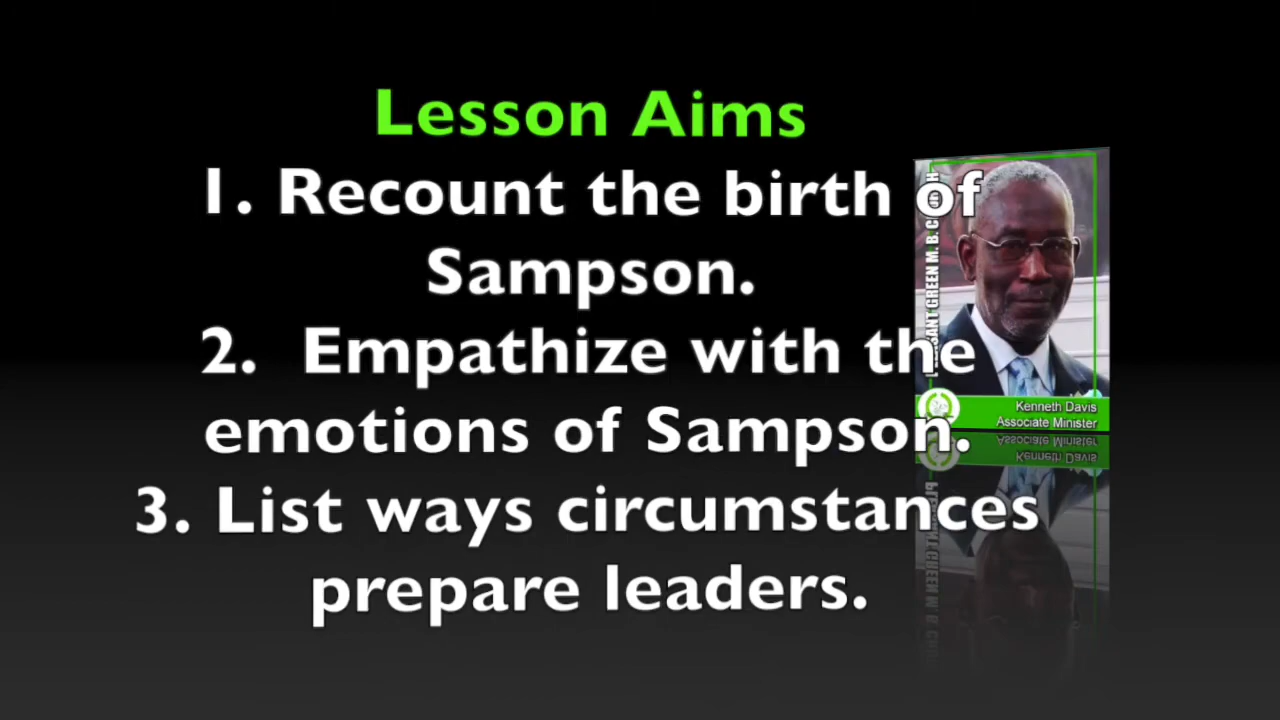 Lesson Aims
1. Recount the birth of
Sampson.
2. Empathize with the
emotions of Sampson.
3. List ways circumstances
prepare leaders.
Kenneth Davis
Associate Minister